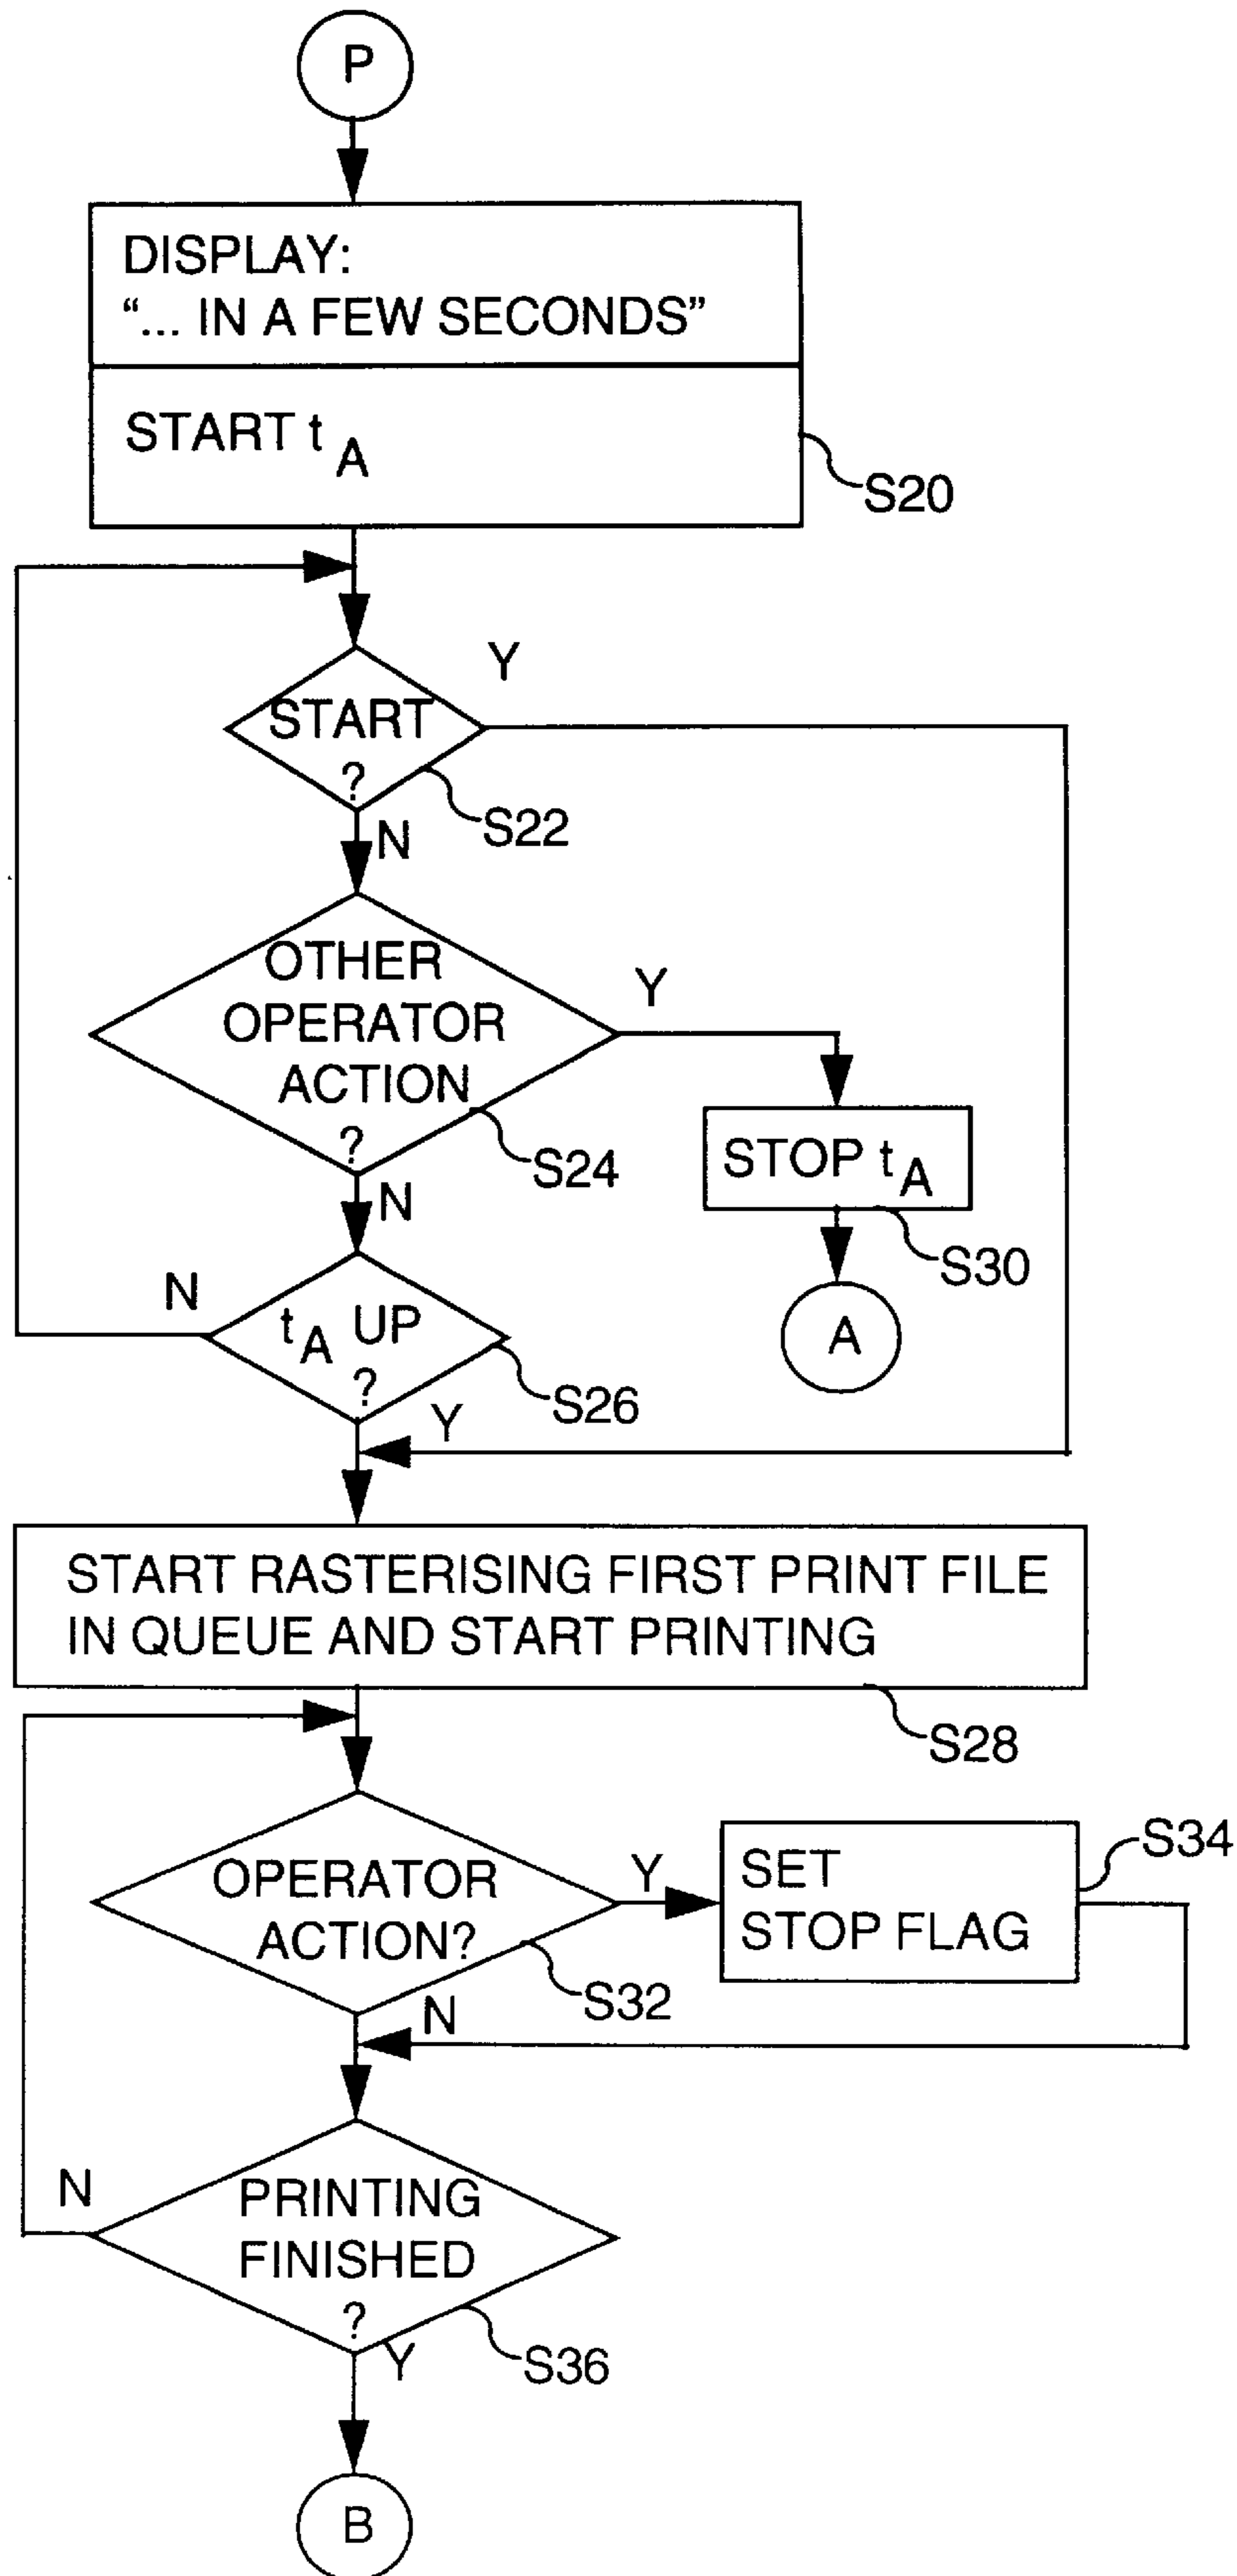 P
DISPLAY:
“... IN A FEW SECONDS”
START t A
S20
Y
START
?
S22
N
OTHER
OPERATOR
ACTION
?
Y
S24
N
STOP t A
S30
A
N
t A UP
?
S26
Y
START RASTERISING FIRST PRINT FILE
IN QUEUE AND START PRINTING
S28
OPERATOR
ACTION?
Y
SET
STOP FLAG
S34
S32
N
N
PRINTING
FINISHED
?
Y
S36
B